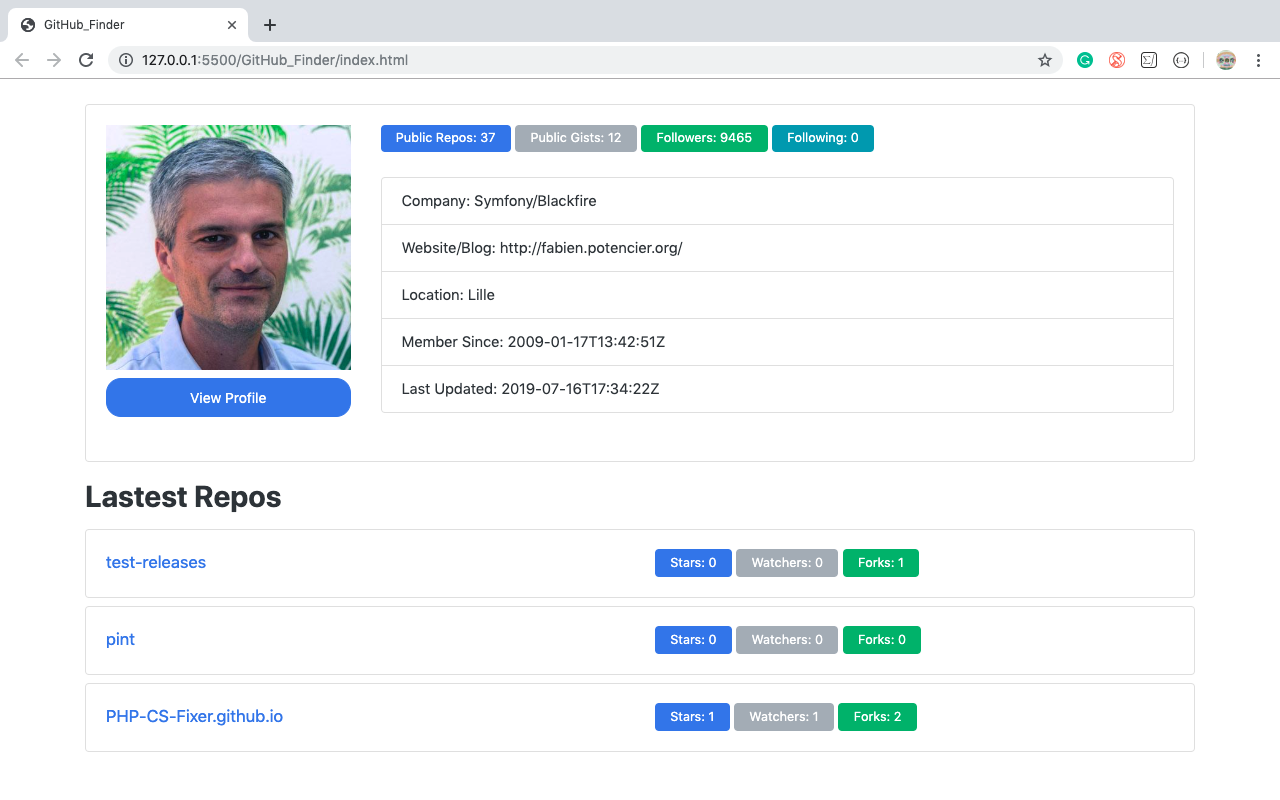 GitHub_Finder
127.0.0.1:5500/GitHub_Finder/index.html
Public Repos: 37 Public Gists: 12 Followers: 9465 Following: 0
Company: Symfony/Blackfire
Website/Blog: http://fabien.potencier.org/
Location: Lille
Member Since: 2009-01-17T13:42:51Z
Last Updated: 2019-07-16T17:34:22Z
View Profile
Lastest Repos
test-releases Stars: 0 Watchers: 0 Forks: 1
pint Stars: 0 Watchers: 0 Forks: 0
PHP-CS-Fixer.github.io Stars: 1 Watchers: 1 Forks: 2